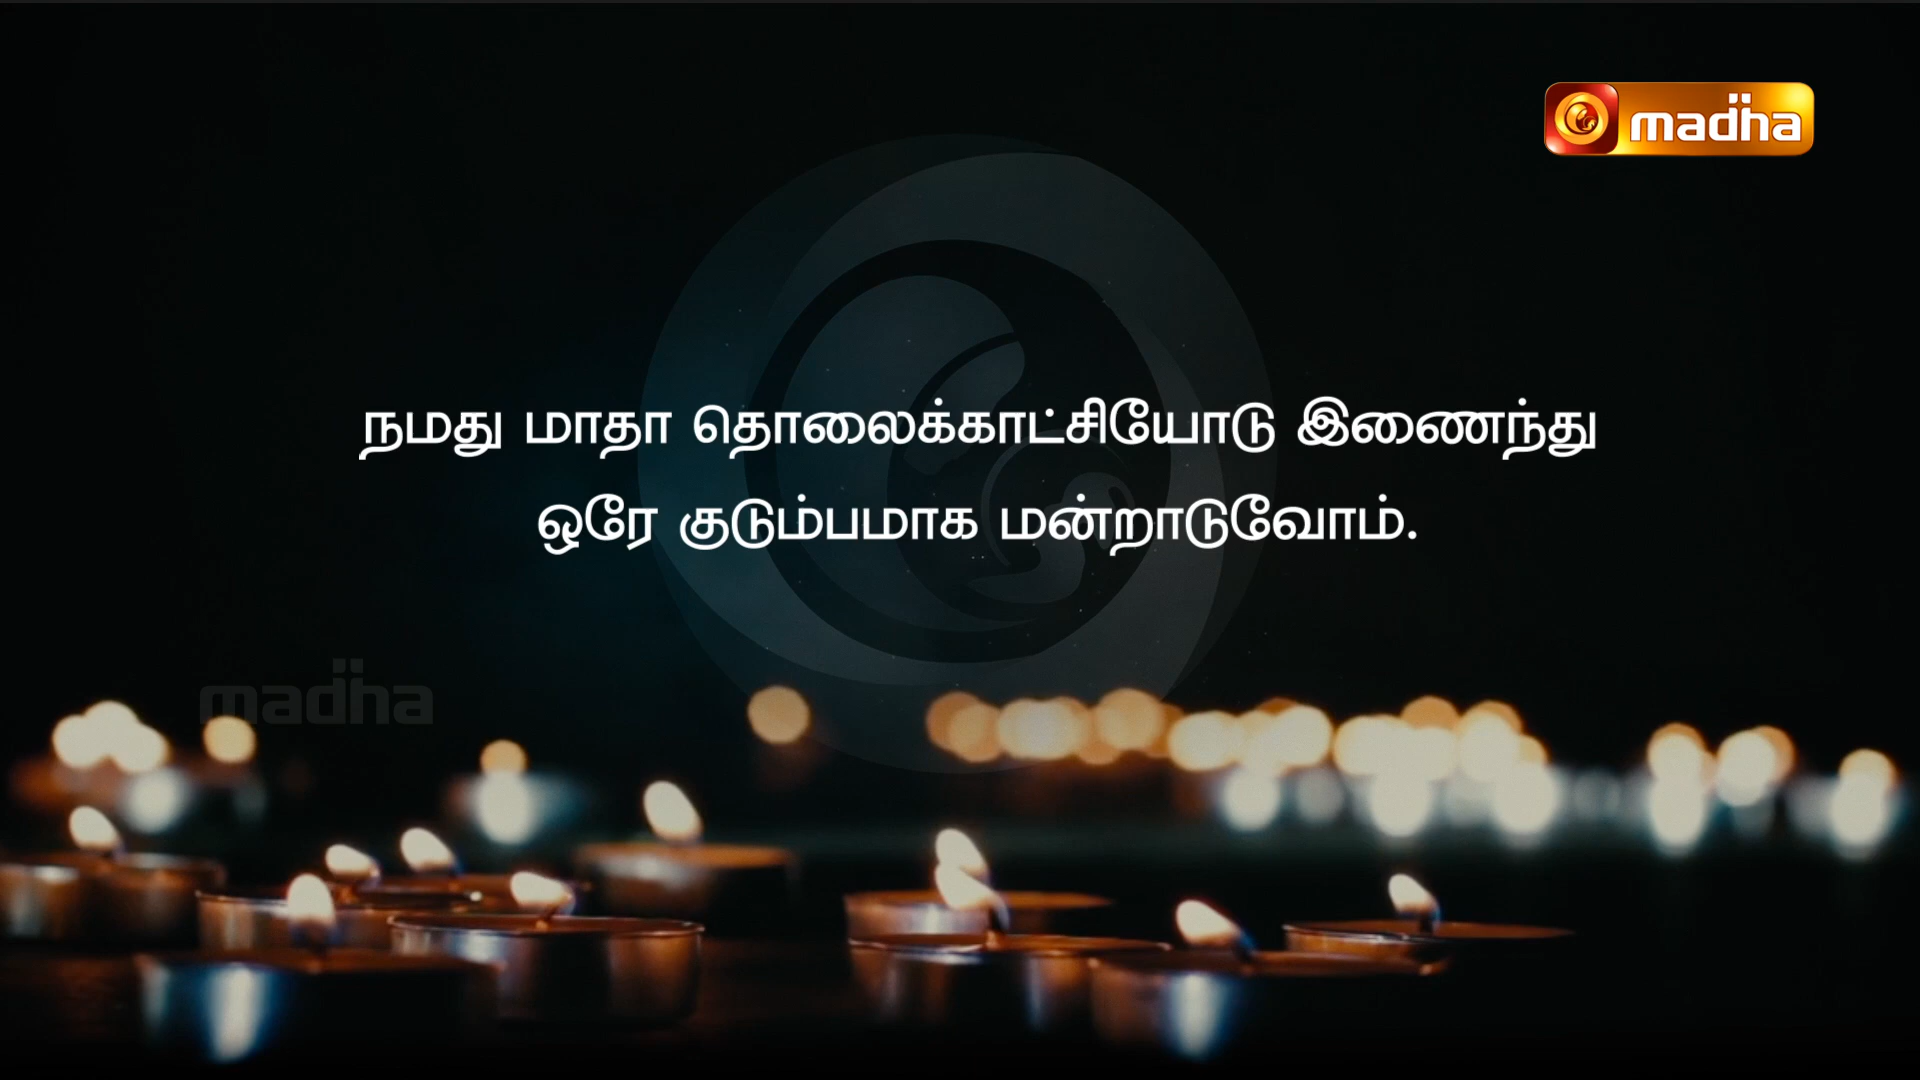 madha
நமது மாதா தொலைக்காட்சியோடு இணைந்து
ஒரே குடும்பமாக மன்றாடுவோம்.
madha